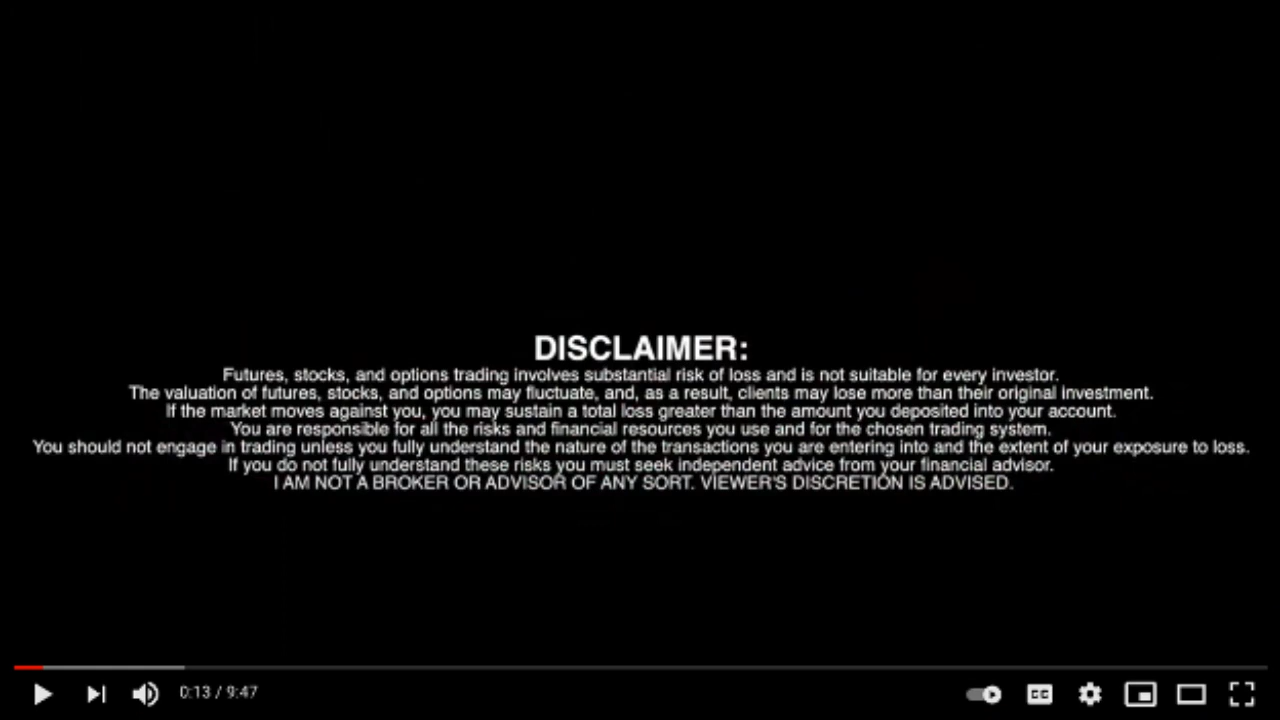 DISCLAIMER:
Futures, stocks, and options trading involves substantial risk of loss and is not suitable for every investor.
The valuation of futures, stocks, and options may fluctuate, and, as a result, clients may lose more than their original investment.
If the market moves against you, you may sustain a total loss greater than the amount you deposited into your account.
You are responsible for all the risks and financial resources you use and for the chosen trading system.
You should not engage in trading unless you fully understand the nature of the transactions you are entering into and the extent of your exposure to loss.
If you do not fully understand these risks you must seek independent advice from your financial advisor.
I AM NOT A BROKER OR ADVISOR OF ANY SORT. VIEWER'S DISCRETION IS ADVISED.
0:13 / 9:47
CC